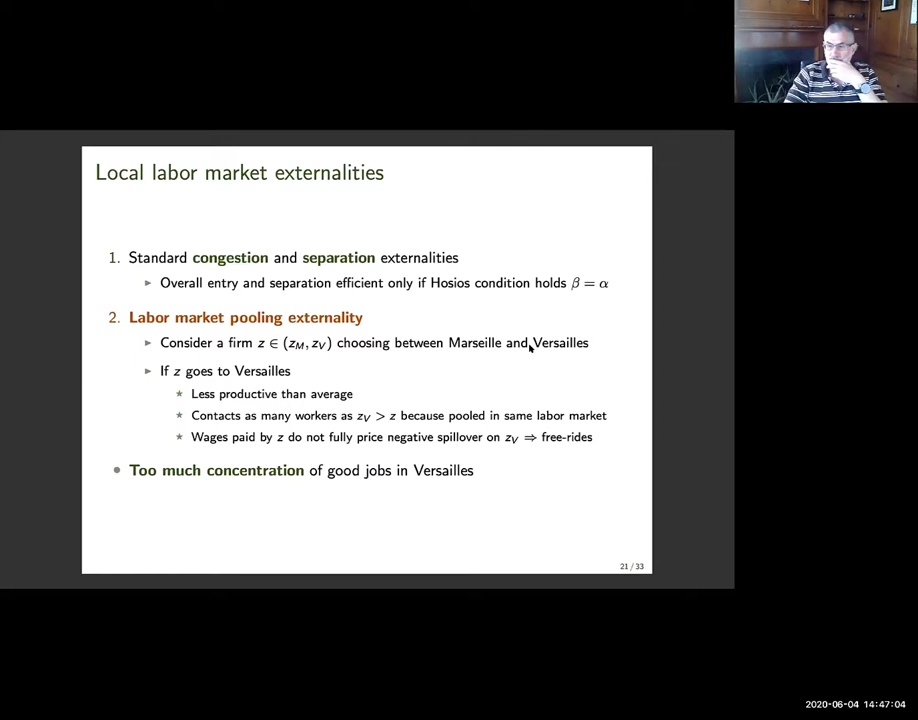 Local labor market externalities
1. Standard congestion and separation externalities
▸ Overall entry and separation efficient only if Hosios condition holds β = α
2. Labor market pooling externality
▸ Consider a firm z ∈ (z_M, z_V) choosing between Marseille and Versailles
▸ If z goes to Versailles
★ Less productive than average
★ Contacts as many workers as z_V > z because pooled in same labor market
★ Wages paid by z do not fully price negative spillover on z_V ⇒ free-rides
● Too much concentration of good jobs in Versailles
21 / 33
2020-06-04 14:47:04